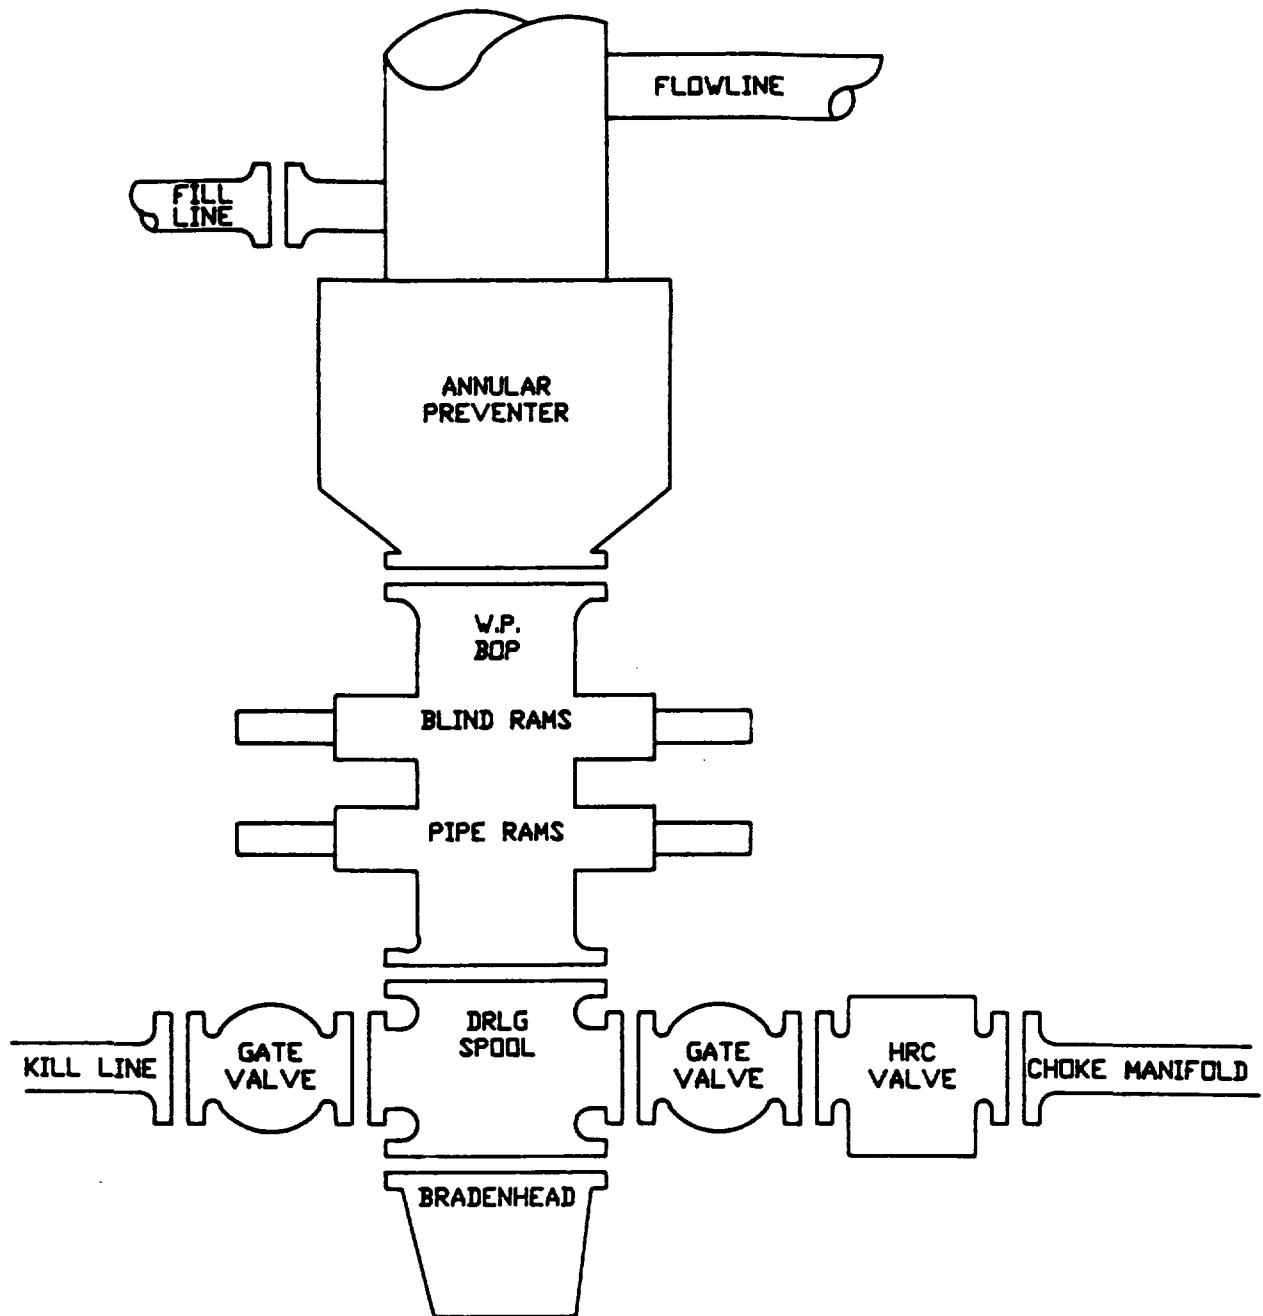 FLOWLINE
FILL
LINE
ANNULAR
PREVENTER
W.P.
BOP
BLIND RAMS
PIPE RAMS
DRLG
SPOOL
KILL LINE
GATE
VALVE
GATE
VALVE
HRC
VALVE
CHOKE MANIFOLD
BRADENHEAD